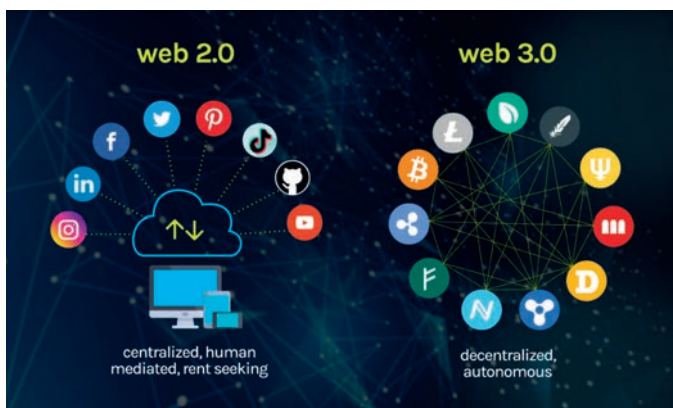 web 2.0
web 3.0
centralized, human
mediated, rent seeking
decentralized,
autonomous